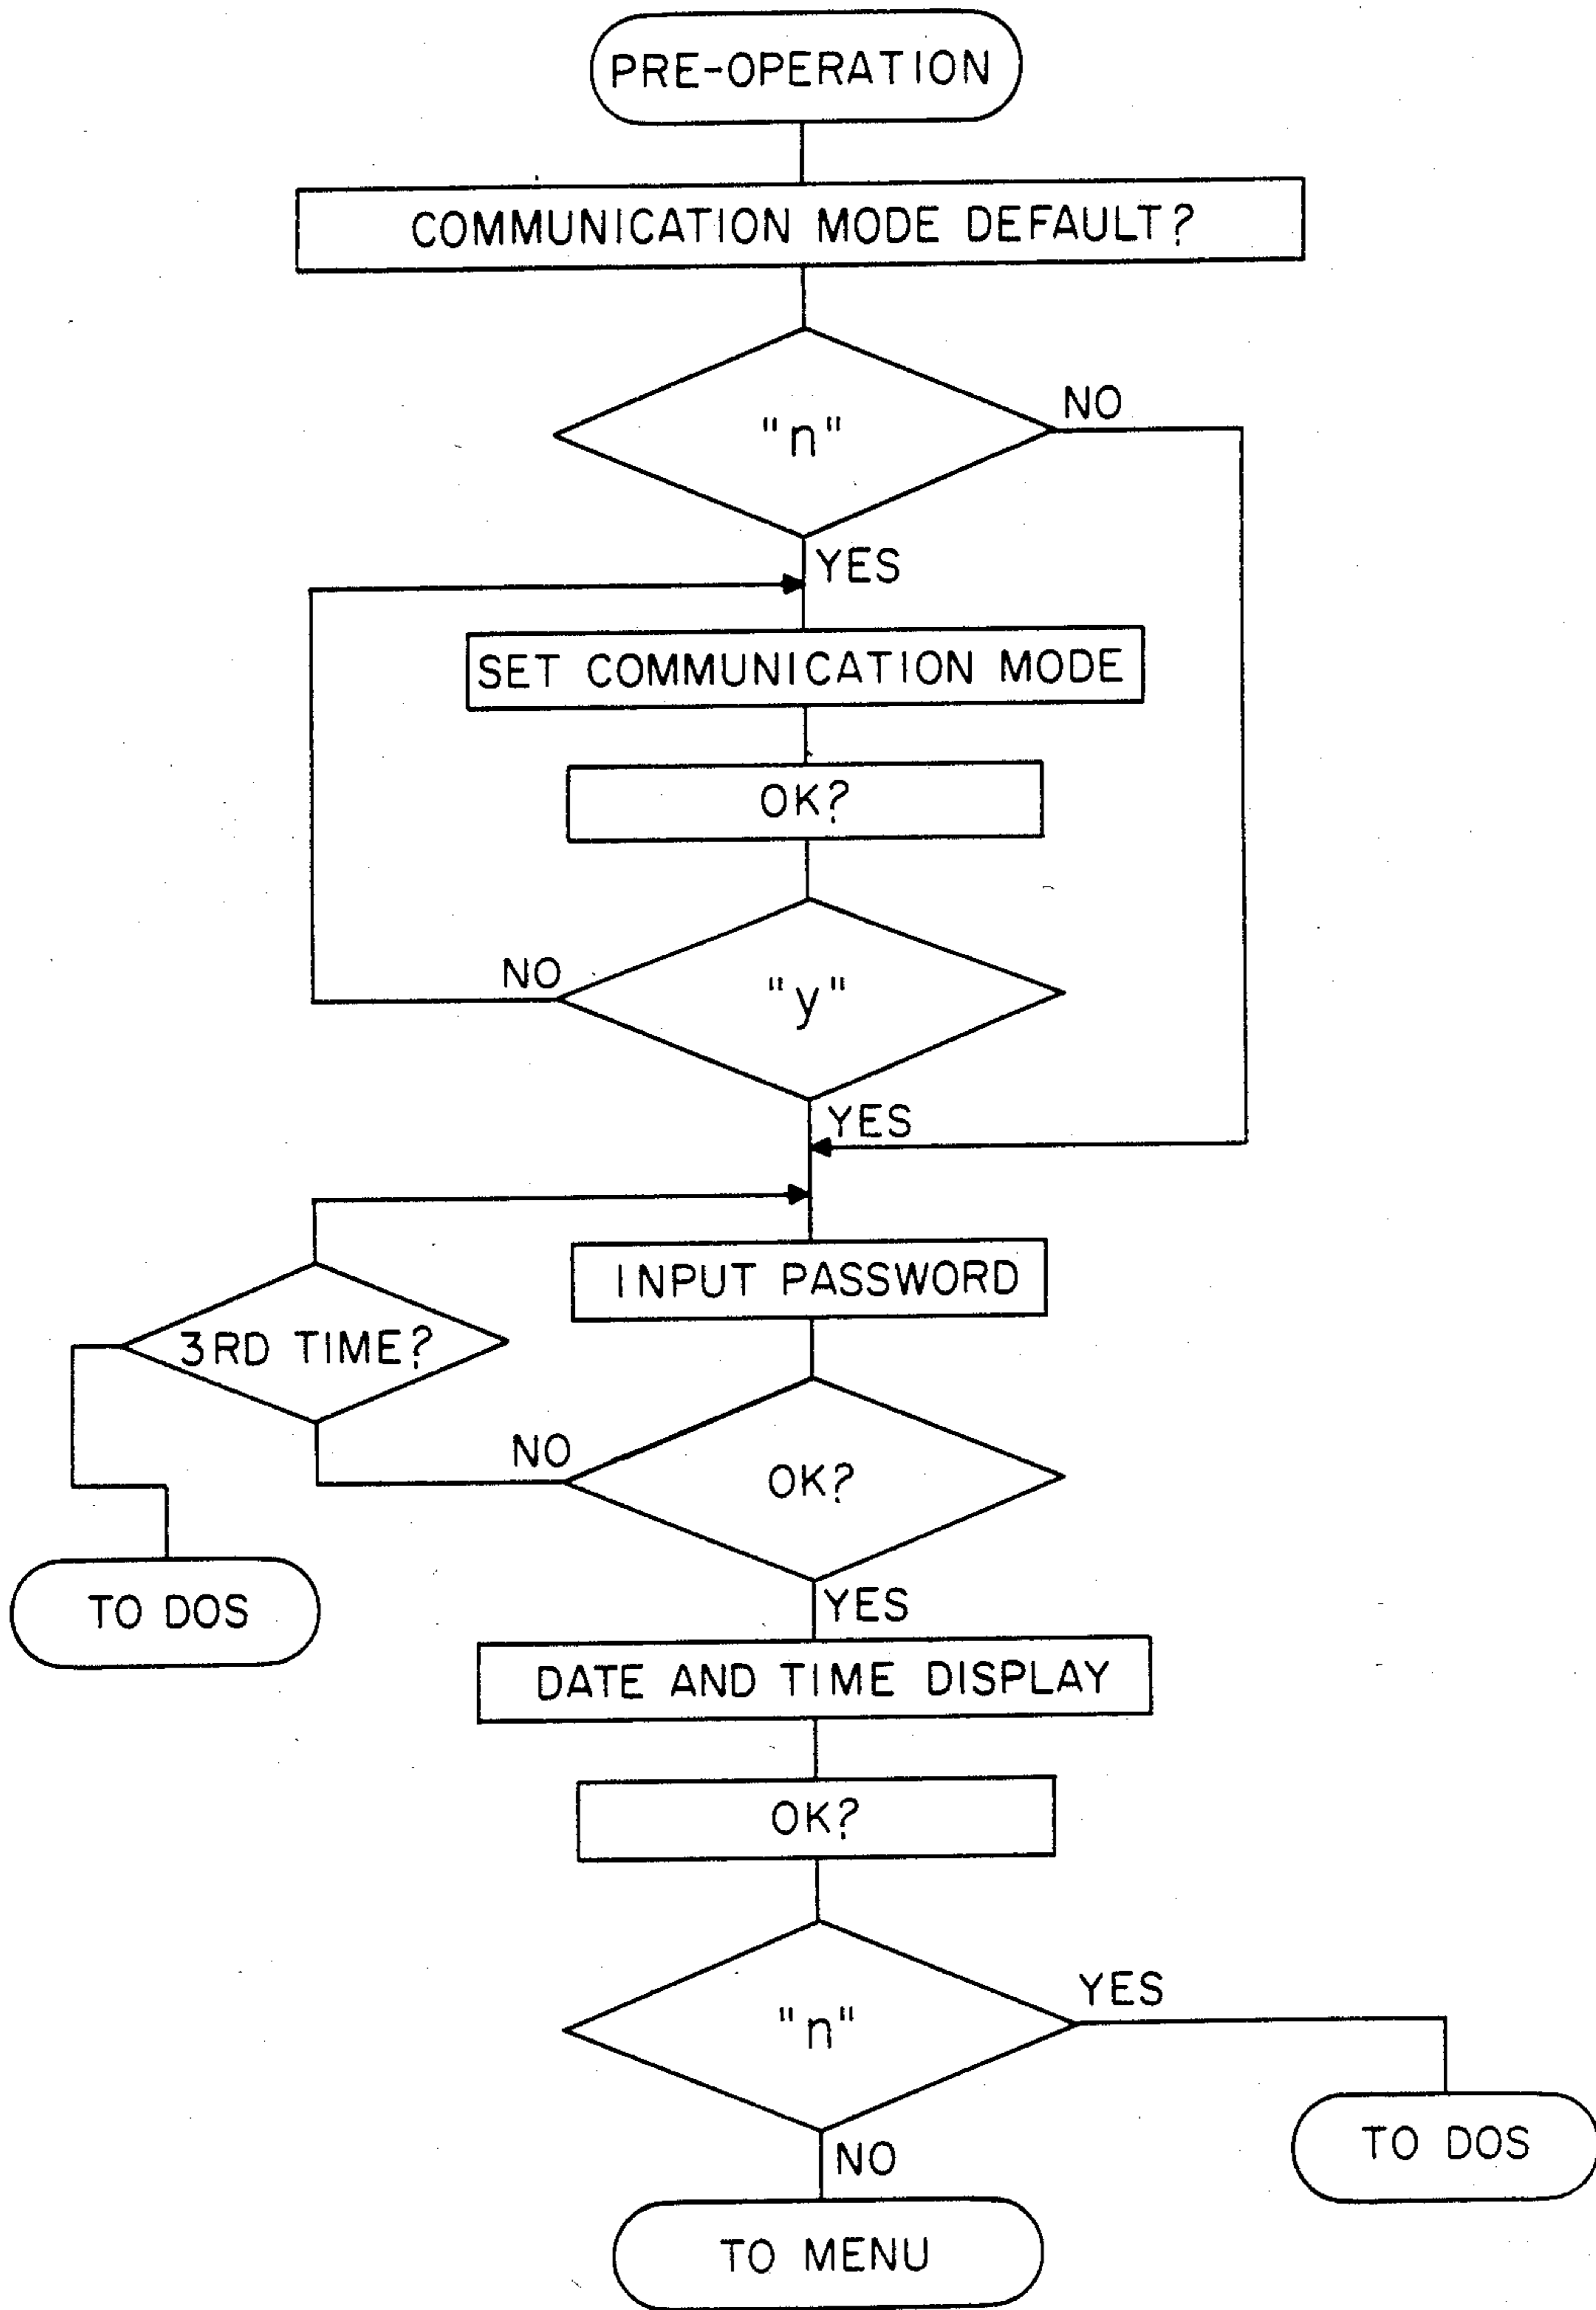 PRE-OPERATION
COMMUNICATION MODE DEFAULT?
"n"
NO
YES
SET COMMUNICATION MODE
OK?
NO
"y"
YES
INPUT PASSWORD
3RD TIME?
NO
OK?
TO DOS
YES
DATE AND TIME DISPLAY
OK?
"n"
YES
TO DOS
NO
TO MENU